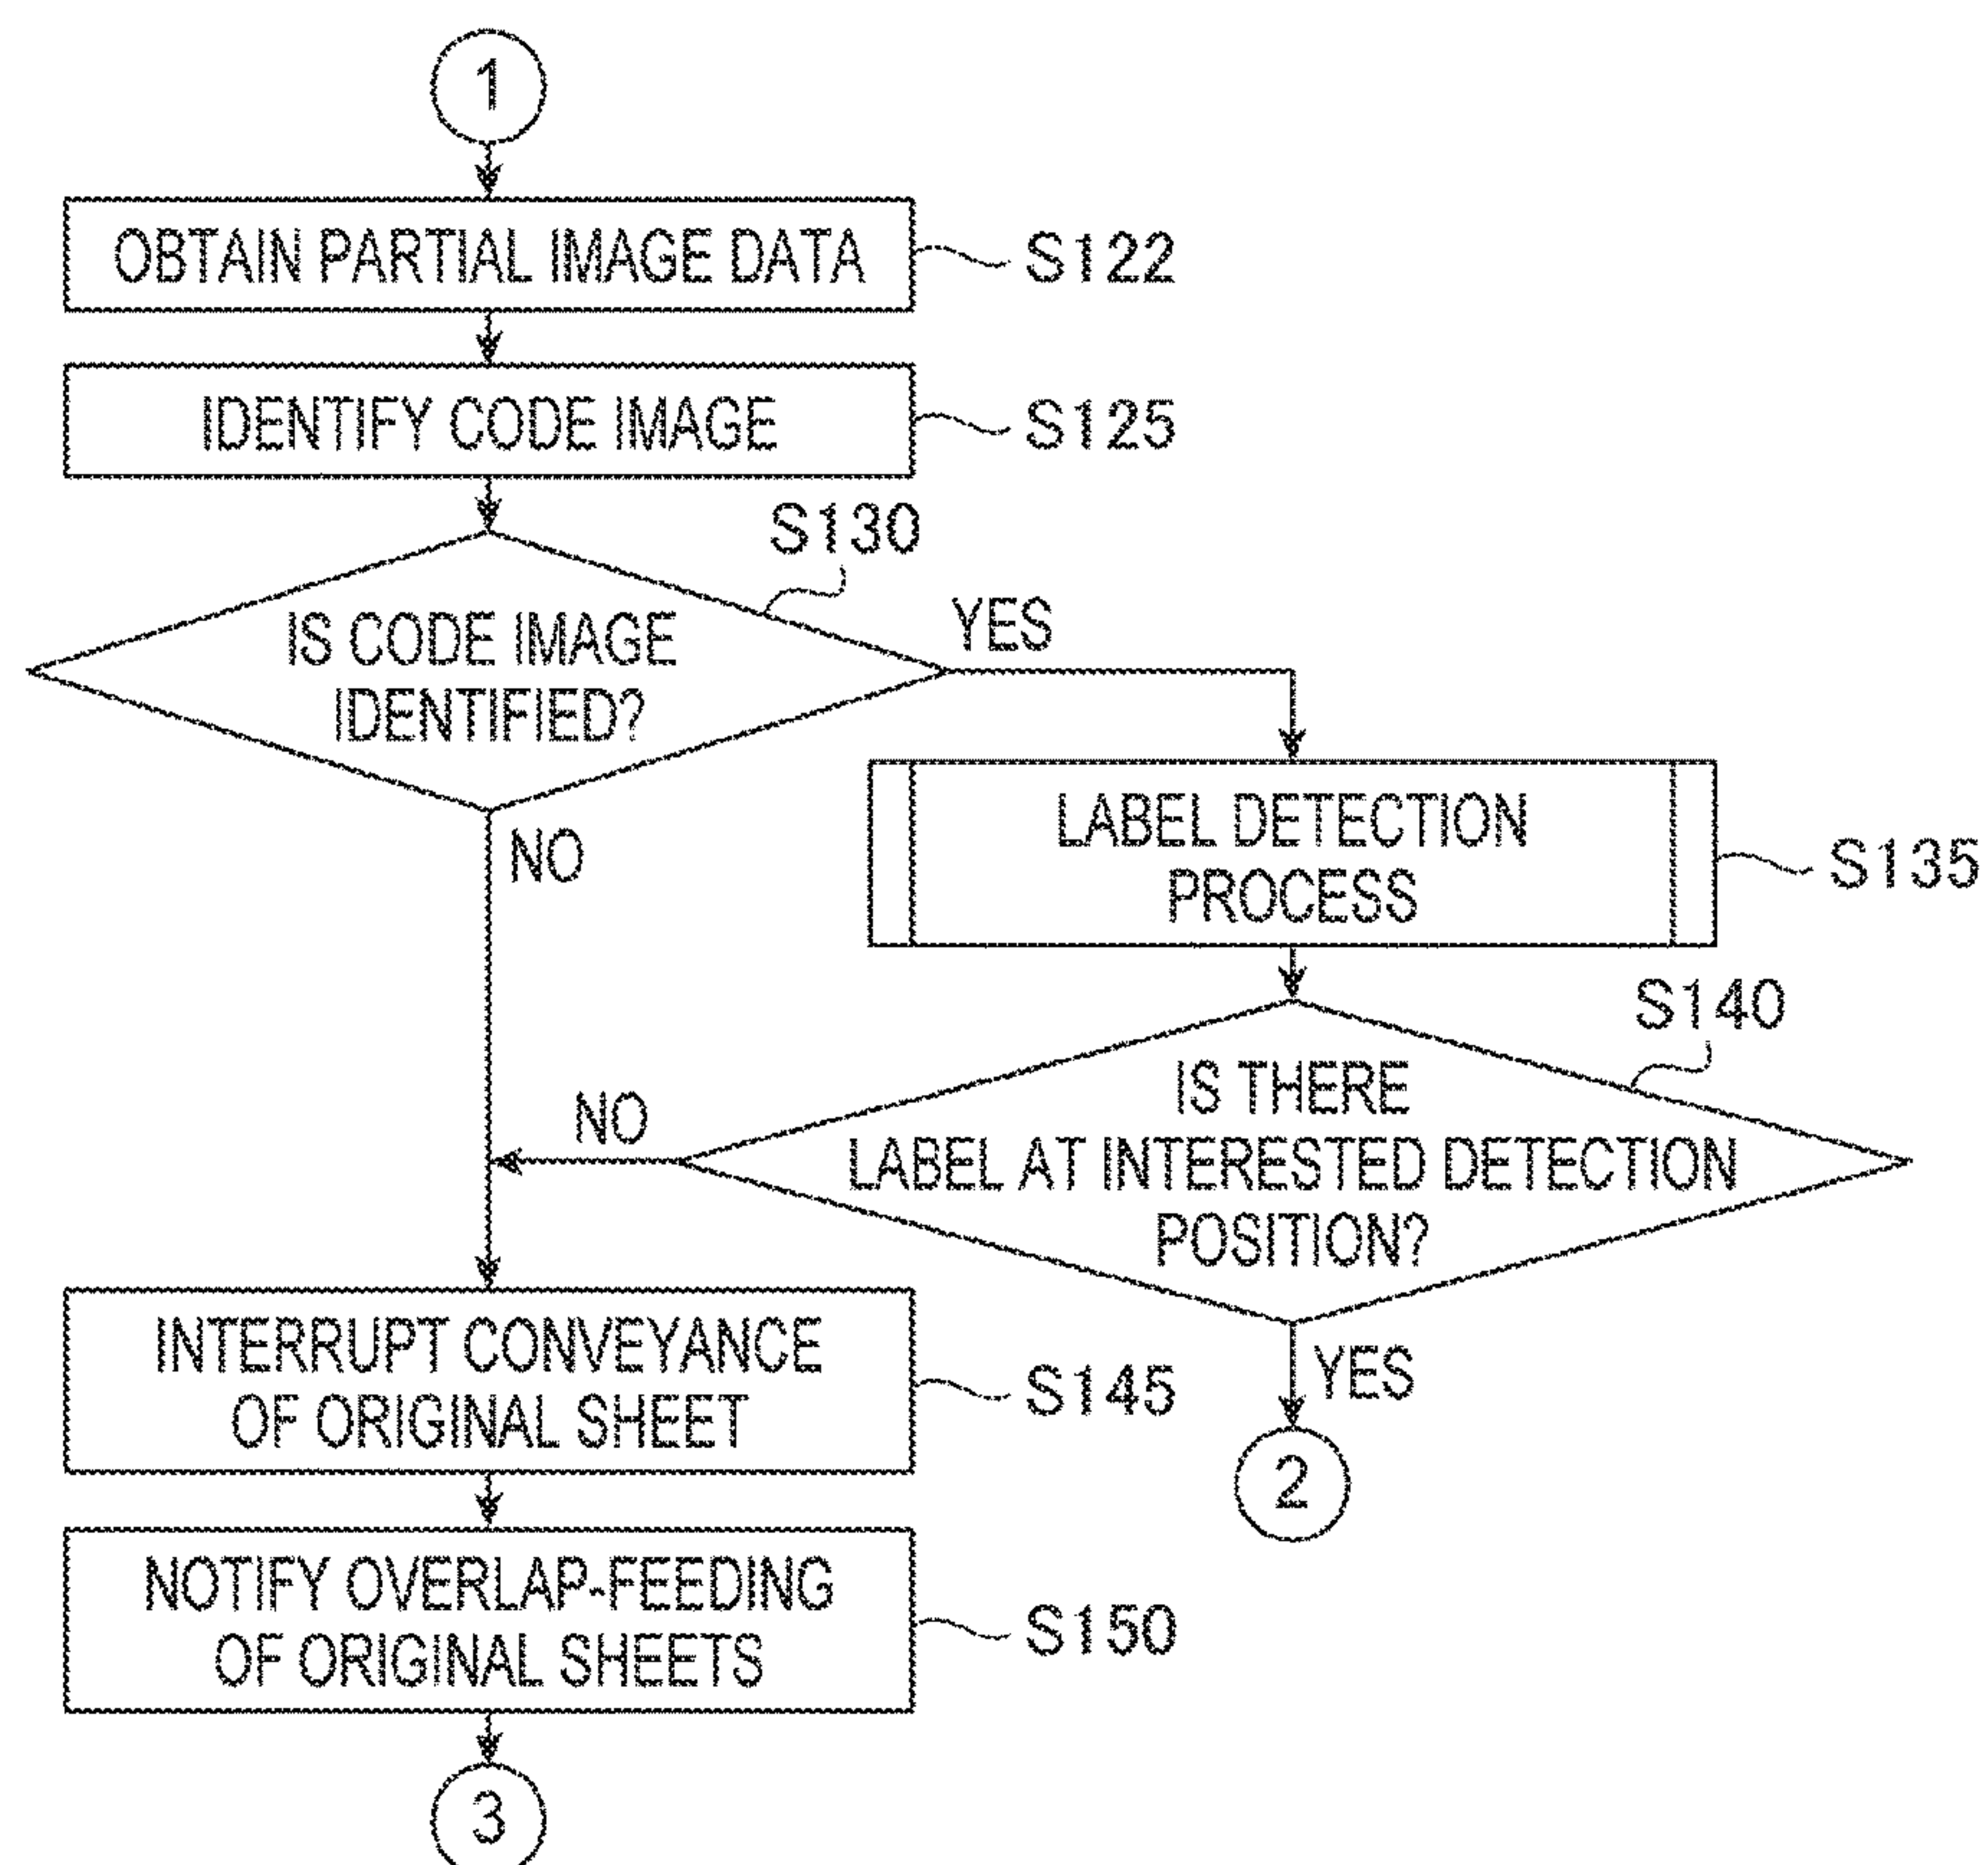 1
OBTAIN PARTIAL IMAGE DATA
S122
IDENTIFY CODE IMAGE
S125
S130
IS CODE IMAGE
IDENTIFIED?
YES
NO
LABEL DETECTION
PROCESS
S135
S140
IS THERE
LABEL AT INTERESTED DETECTION
POSITION?
NO
YES
2
INTERRUPT CONVEYANCE
OF ORIGINAL SHEET
S145
NOTIFY OVERLAP-FEEDING
OF ORIGINAL SHEETS
S150
3